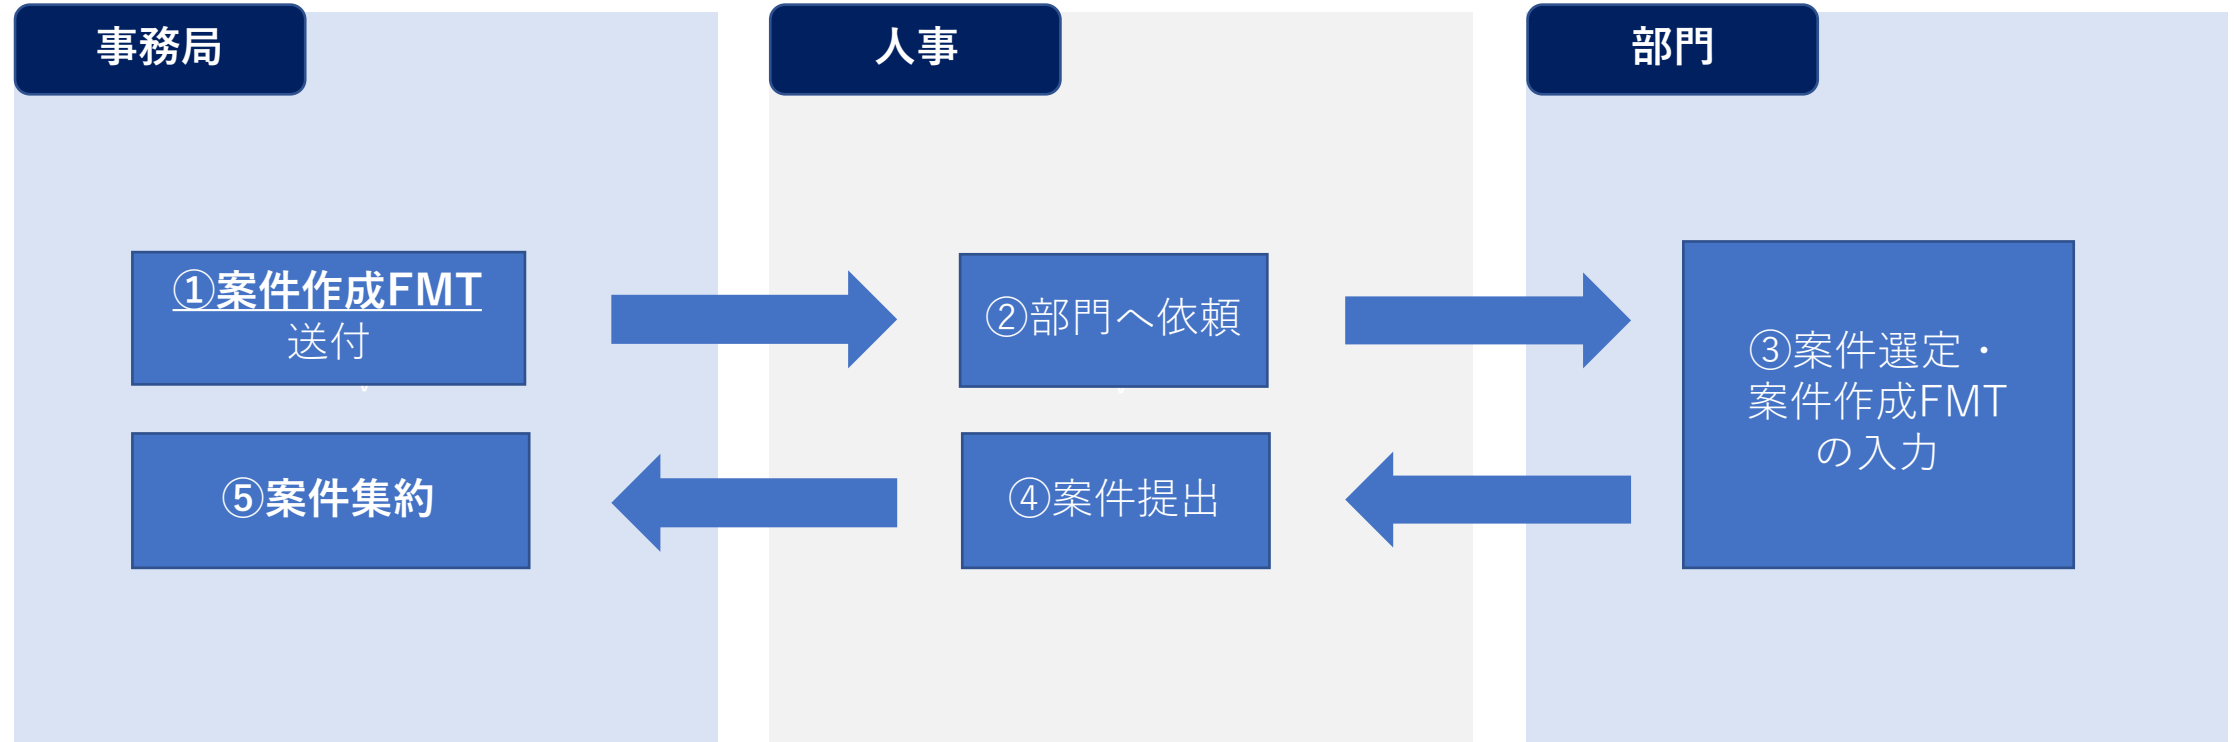 事務局
人事
部門
①案件作成FMT
送付
②部門へ依頼
③案件選定・
案件作成FMT
の入力
④案件提出
⑤案件集約